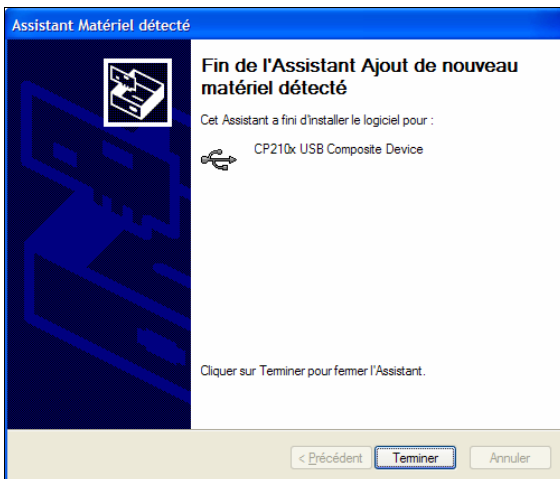 Assistant Matériel détecté
Fin de l'Assistant Ajout de nouveau
matériel détecté
Cet Assistant a fini d'installer le logiciel pour :
CP210x USB Composite Device
Cliquer sur Terminer pour fermer l'Assistant.
< Précédent Terminer Annuler